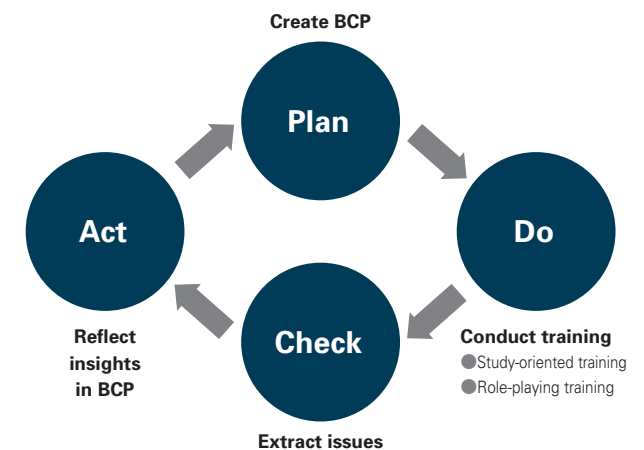 Create BCP
Plan
Act
Do
Check
Reflect
insights
in BCP
Conduct training
●Study-oriented training
●Role-playing training
Extract issues